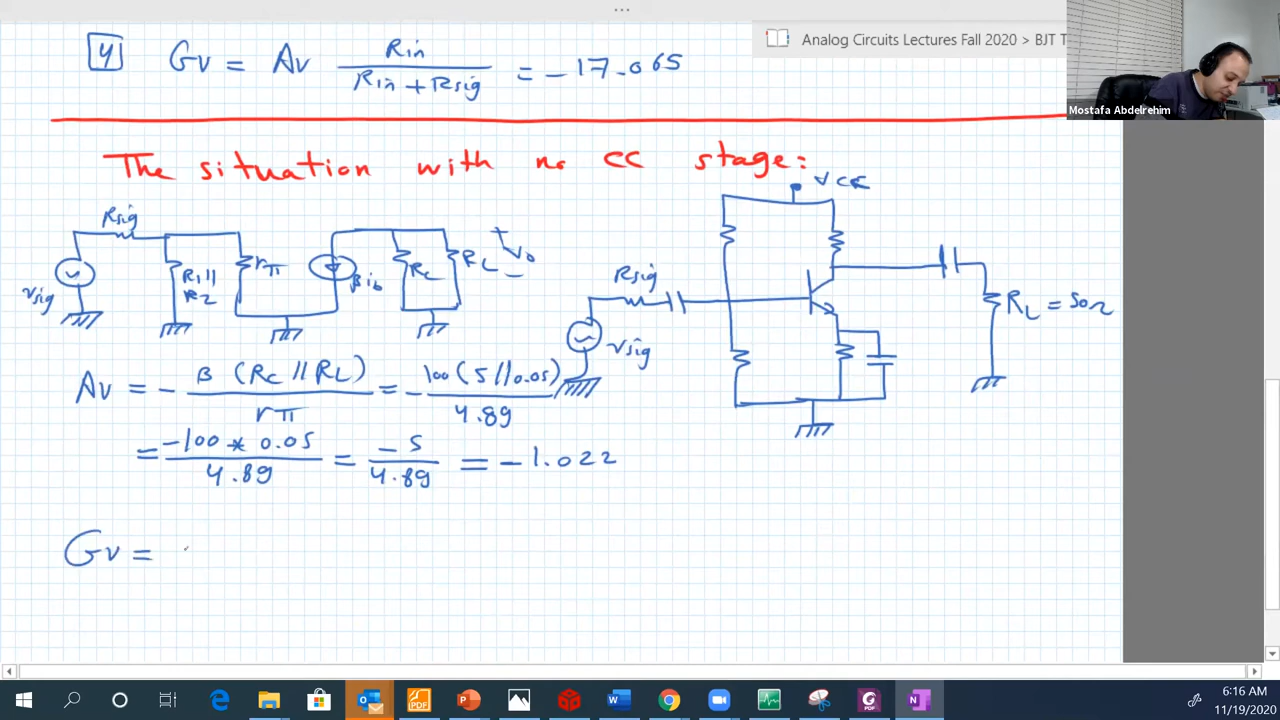 Analog Circuits Lectures Fall 2020 > BJT T
Mostafa Abdelrehim
4 Gv = Av Rin / Rin + Rsig = - 17.065
The situation with no CC stage:
VCC
Rsig
vsig
R1 || R2
rπ
βib
Rc
RL
+ Vo -
Rsig
vsig
RL = 50Ω
Av = - β (Rc // RL) / rπ = - 100 (5 // 0.05) / 4.89
= -100 * 0.05 / 4.89 = - 5 / 4.89 = - 1.022
Gv =
6:16 AM
11/19/2020